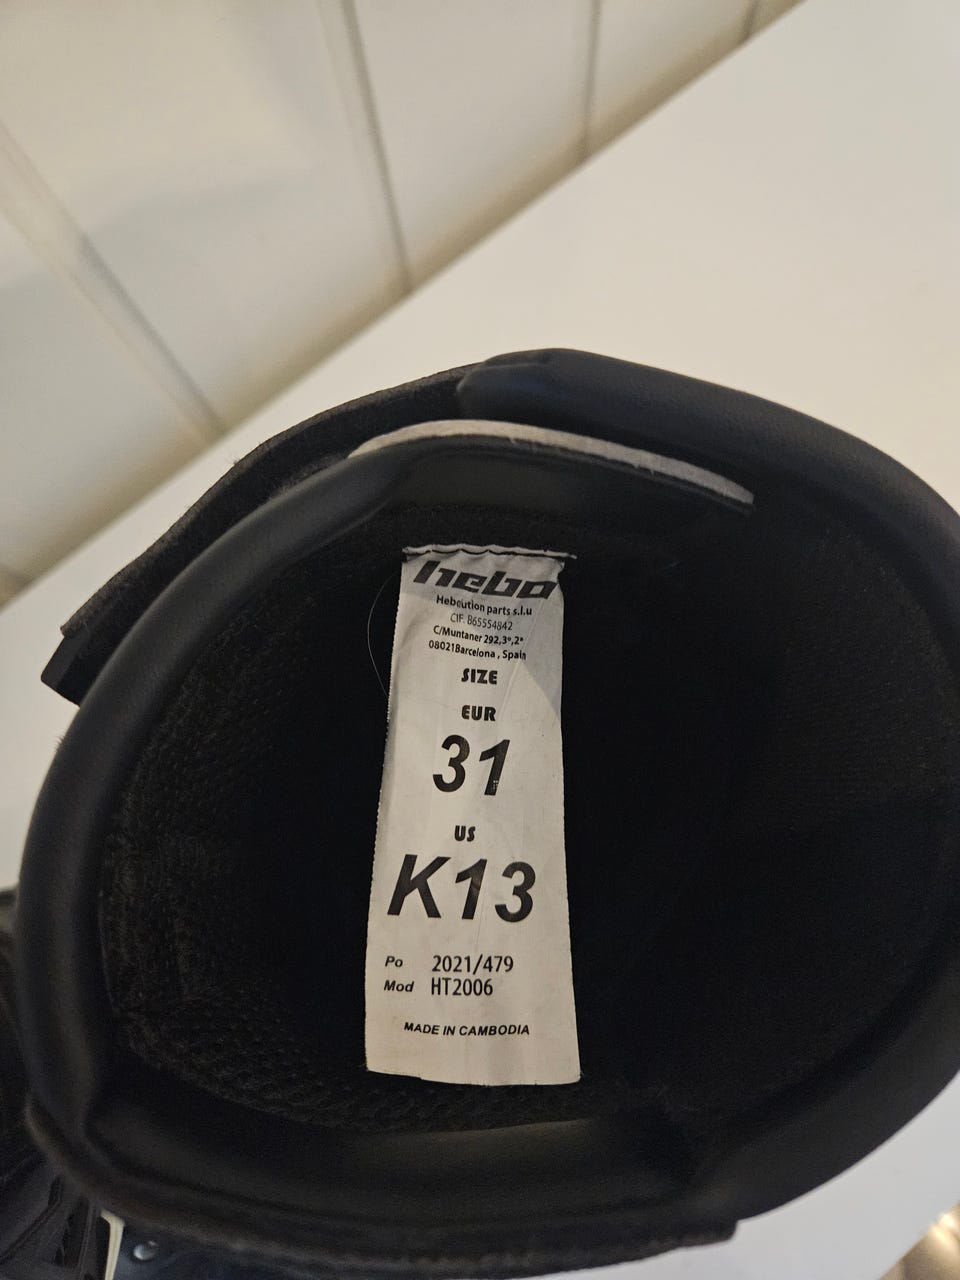 hebo
Hebolution parts s.l.u
CIF: B65554842
C/Muntaner 292,3º,2ª
08021Barcelona , Spain
SIZE
EUR
31
US
K13
Po 2021/479
Mod HT2006
MADE IN CAMBODIA